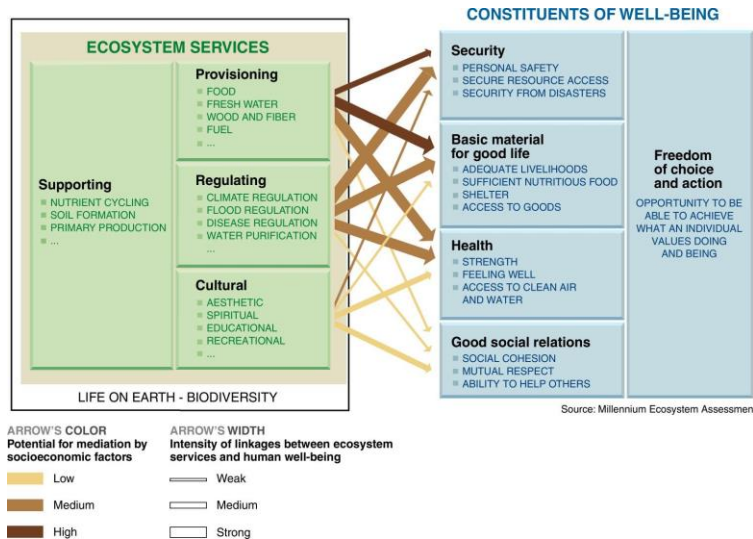 CONSTITUENTS OF WELL-BEING
ECOSYSTEM SERVICES
Supporting
NUTRIENT CYCLING
SOIL FORMATION
PRIMARY PRODUCTION
...
Provisioning
FOOD
FRESH WATER
WOOD AND FIBER
FUEL
...
Regulating
CLIMATE REGULATION
FLOOD REGULATION
DISEASE REGULATION
WATER PURIFICATION
...
Cultural
AESTHETIC
SPIRITUAL
EDUCATIONAL
RECREATIONAL
...
LIFE ON EARTH - BIODIVERSITY
Security
PERSONAL SAFETY
SECURE RESOURCE ACCESS
SECURITY FROM DISASTERS
Basic material
for good life
ADEQUATE LIVELIHOODS
SUFFICIENT NUTRITIOUS FOOD
SHELTER
ACCESS TO GOODS
Health
STRENGTH
FEELING WELL
ACCESS TO CLEAN AIR
AND WATER
Good social relations
SOCIAL COHESION
MUTUAL RESPECT
ABILITY TO HELP OTHERS
Freedom
of choice
and action
OPPORTUNITY TO BE
ABLE TO ACHIEVE
WHAT AN INDIVIDUAL
VALUES DOING
AND BEING
Source: Millennium Ecosystem Assessmen
ARROW'S COLOR
Potential for mediation by
socioeconomic factors
Low
Medium
High
ARROW'S WIDTH
Intensity of linkages between ecosystem
services and human well-being
Weak
Medium
Strong